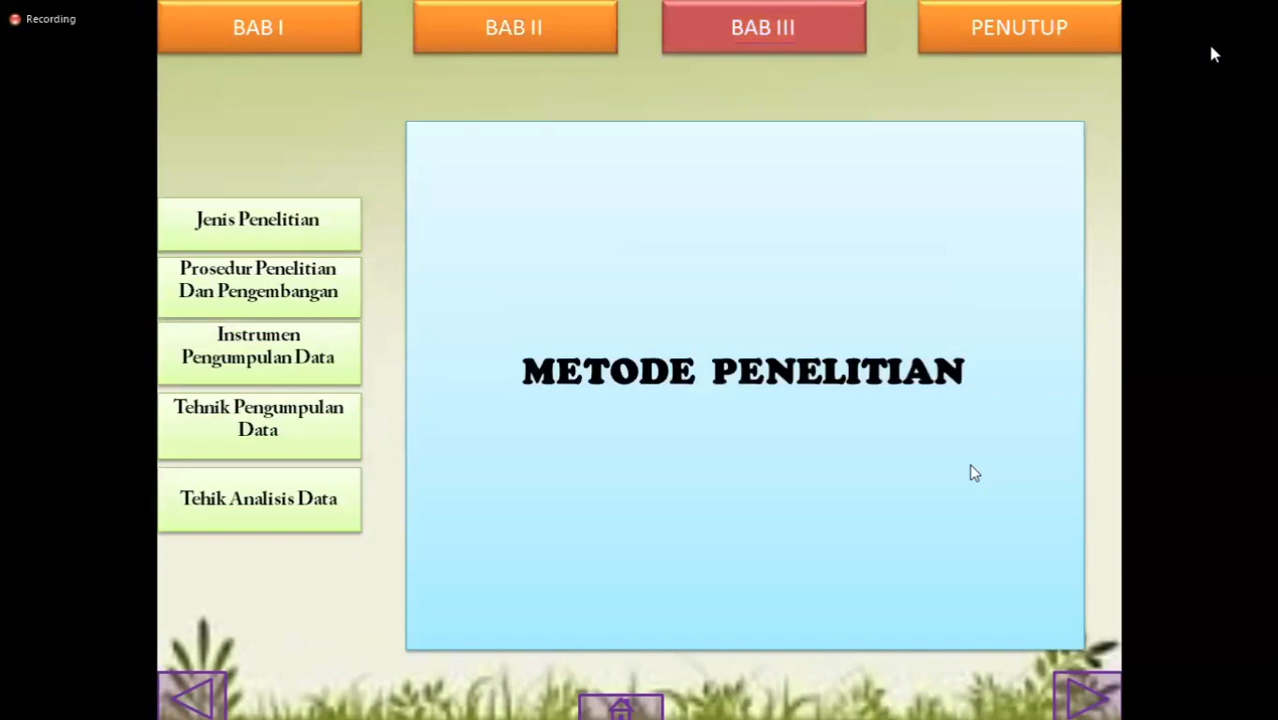 Recording
BAB I
BAB II
BAB III
PENUTUP
Jenis Penelitian
Prosedur Penelitian
Dan Pengembangan
Instrumen
Pengumpulan Data
Tehnik Pengumpulan
Data
Tehik Analisis Data
METODE PENELITIAN